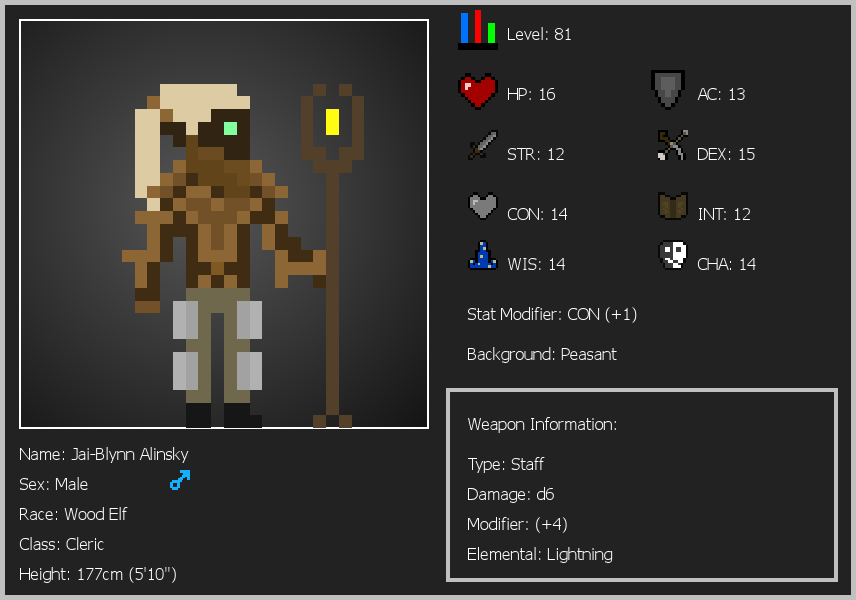 Level: 81
HP: 16
AC: 13
STR: 12
DEX: 15
CON: 14
INT: 12
WIS: 14
CHA: 14
Stat Modifier: CON (+1)
Background: Peasant
Weapon Information:
Type: Staff
Damage: d6
Modifier: (+4)
Elemental: Lightning
Name: Jai-Blynn Alinsky
Sex: Male
Race: Wood Elf
Class: Cleric
Height: 177cm (5'10")